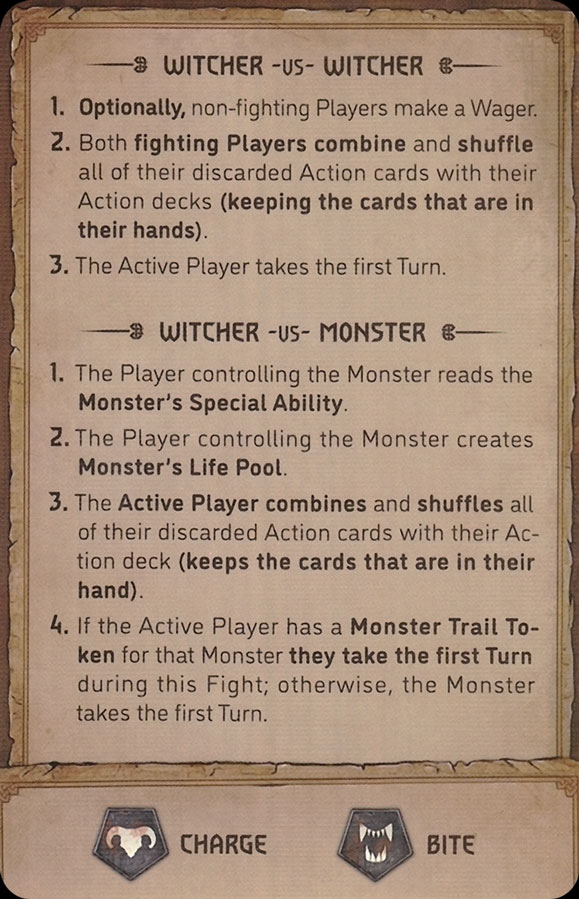 WITCHER -US- WITCHER
1. Optionally, non-fighting Players make a Wager.
2. Both fighting Players combine and shuffle
all of their discarded Action cards with their
Action decks (keeping the cards that are in
their hands).
3. The Active Player takes the first Turn.
WITCHER -US- MONSTER
1. The Player controlling the Monster reads the
Monster's Special Ability.
2. The Player controlling the Monster creates
Monster's Life Pool.
3. The Active Player combines and shuffles all
of their discarded Action cards with their Ac-
tion deck (keeps the cards that are in their
hand).
4. If the Active Player has a Monster Trail To-
ken for that Monster they take the first Turn
during this Fight; otherwise, the Monster
takes the first Turn.
CHARGE BITE